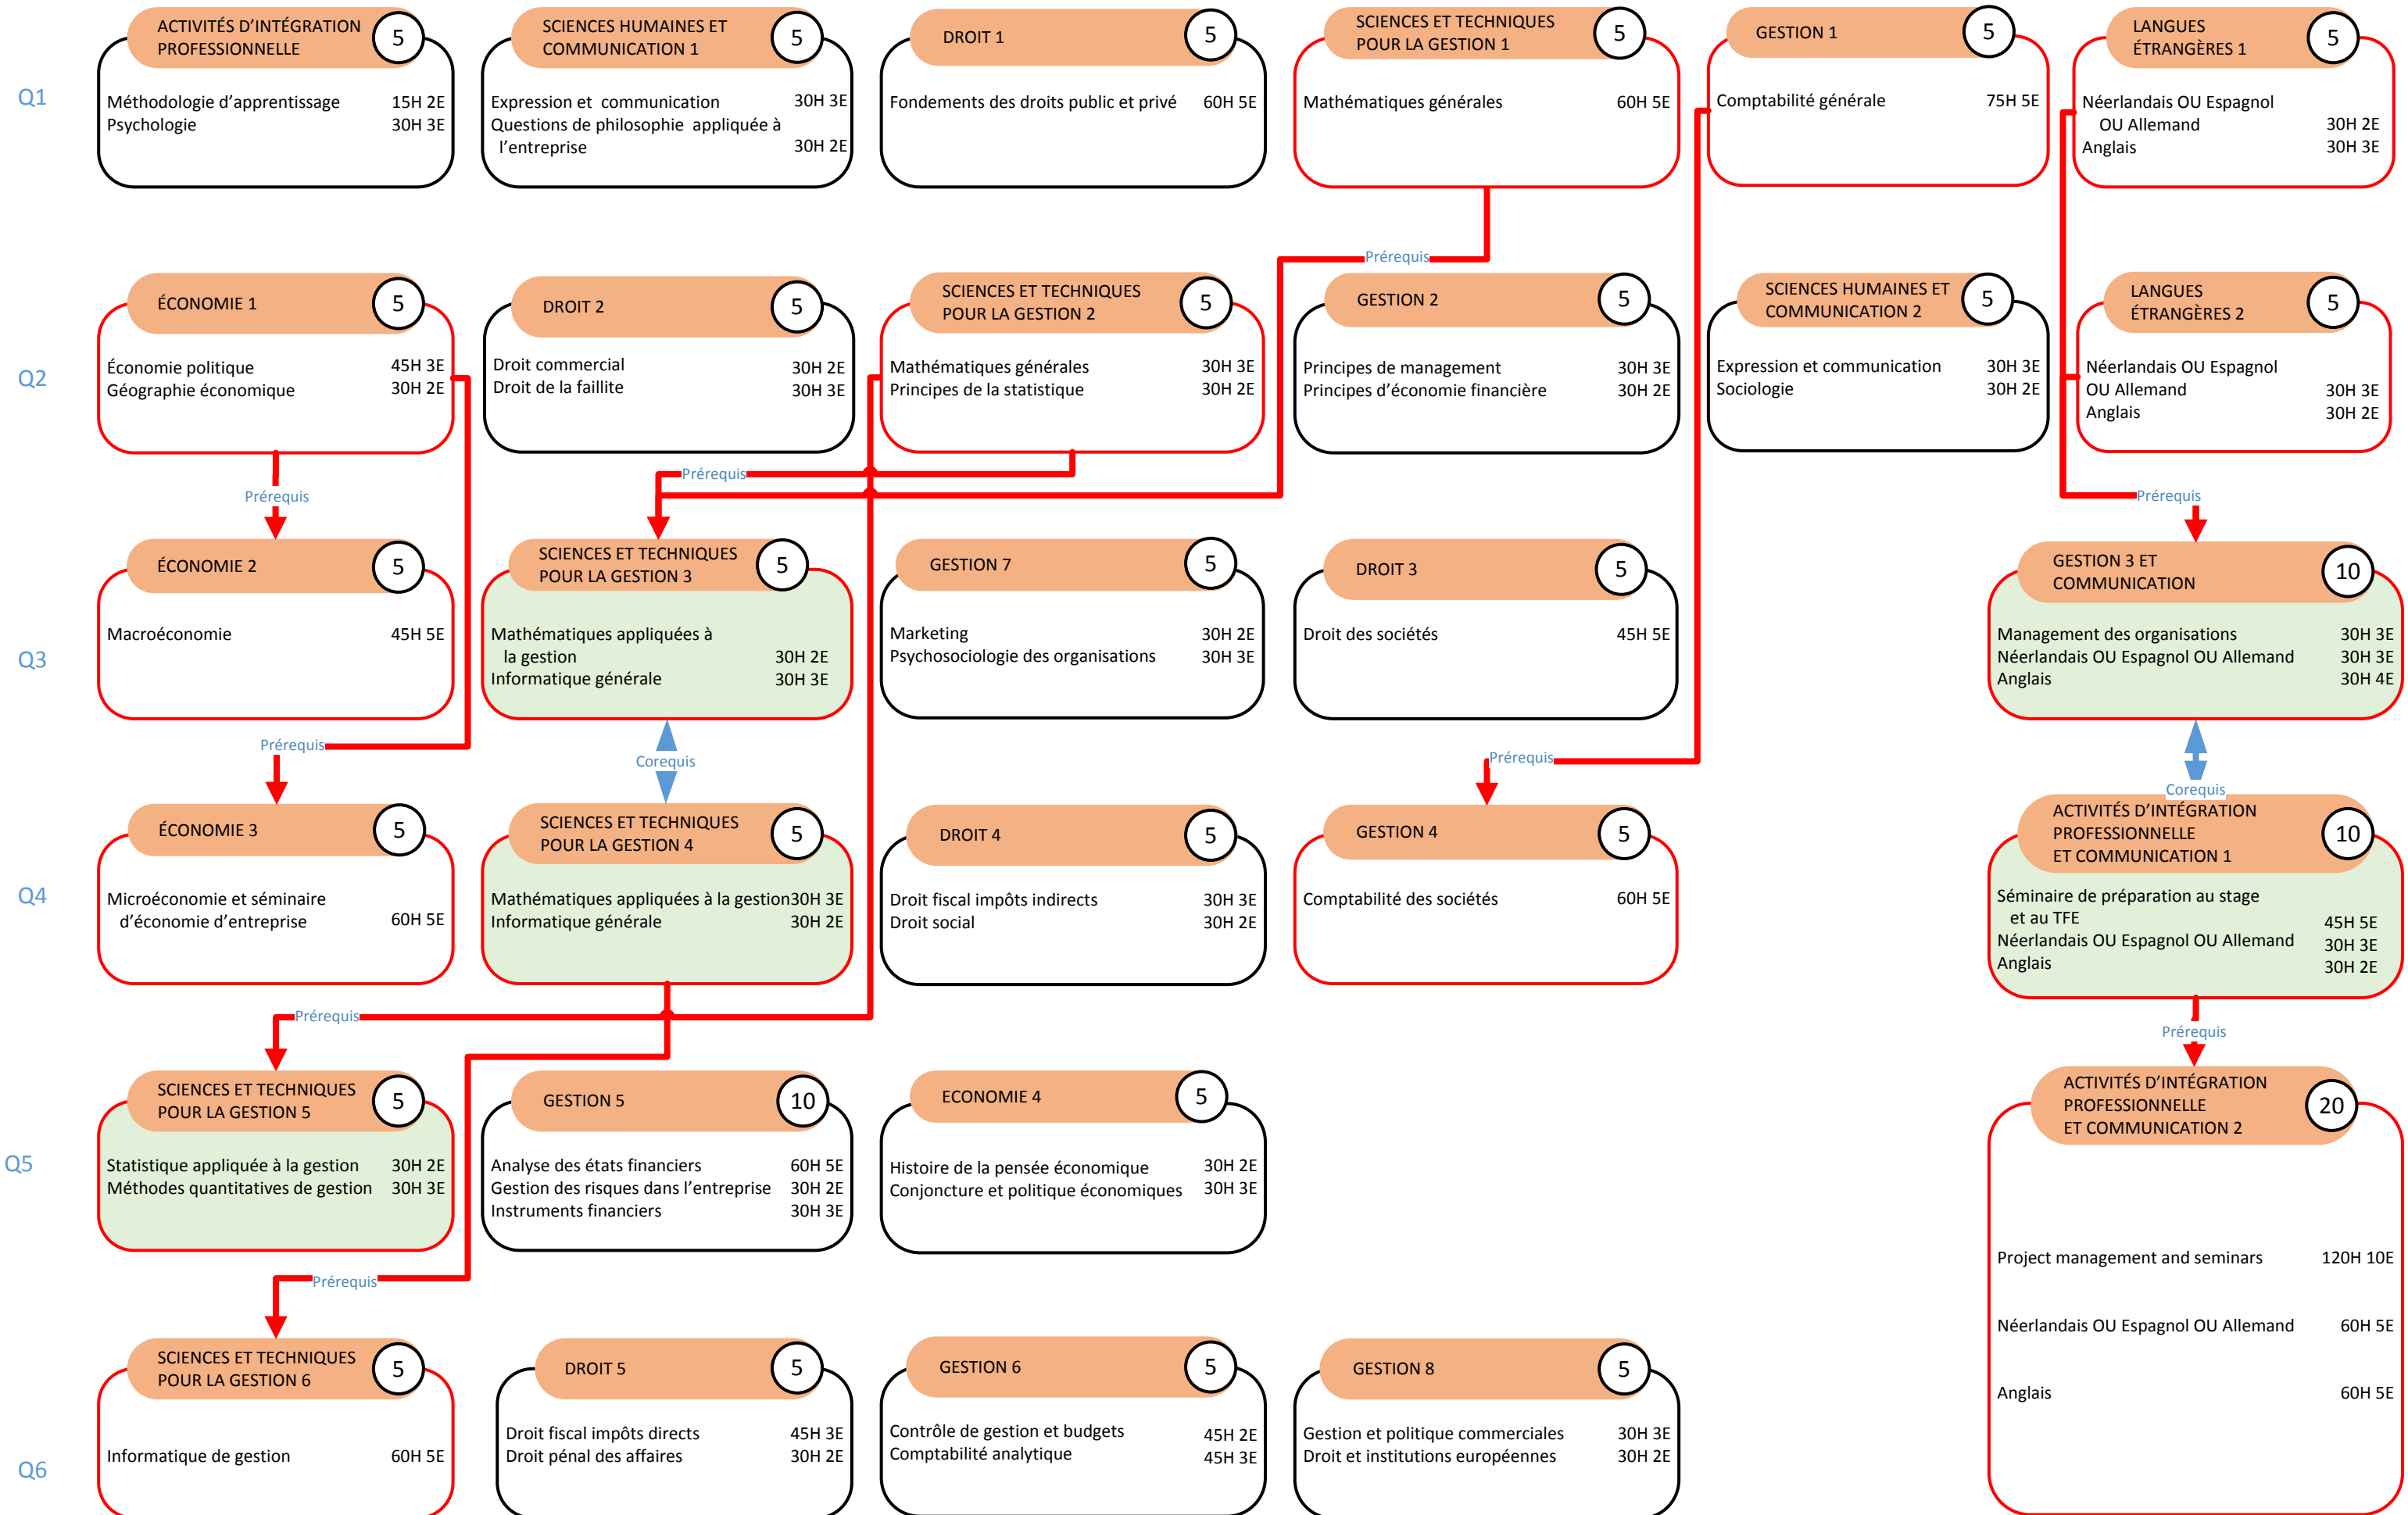 Q1
ACTIVITÉS D'INTÉGRATION
PROFESSIONNELLE
5
Méthodologie d'apprentissage 15H 2E
Psychologie 30H 3E
SCIENCES HUMAINES ET
COMMUNICATION 1
5
Expression et communication 30H 3E
Questions de philosophie appliquée à
l'entreprise 30H 2E
DROIT 1
5
Fondements des droits public et privé 60H 5E
SCIENCES ET TECHNIQUES
POUR LA GESTION 1
5
Mathématiques générales 60H 5E
GESTION 1
5
Comptabilité générale 75H 5E
LANGUES
ÉTRANGÈRES 1
5
Néerlandais OU Espagnol
OU Allemand 30H 2E
Anglais 30H 3E
Prérequis
Q2
ÉCONOMIE 1
5
Économie politique 45H 3E
Géographie économique 30H 2E
DROIT 2
5
Droit commercial 30H 2E
Droit de la faillite 30H 3E
SCIENCES ET TECHNIQUES
POUR LA GESTION 2
5
Mathématiques générales 30H 3E
Principes de la statistique 30H 2E
GESTION 2
5
Principes de management 30H 3E
Principes d'économie financière 30H 2E
SCIENCES HUMAINES ET
COMMUNICATION 2
5
Expression et communication 30H 3E
Sociologie 30H 2E
LANGUES
ÉTRANGÈRES 2
5
Néerlandais OU Espagnol
OU Allemand 30H 3E
Anglais 30H 2E
Prérequis
Prérequis
Prérequis
Q3
ÉCONOMIE 2
5
Macroéconomie 45H 5E
SCIENCES ET TECHNIQUES
POUR LA GESTION 3
5
Mathématiques appliquées à
la gestion 30H 2E
Informatique générale 30H 3E
GESTION 7
5
Marketing 30H 2E
Psychosociologie des organisations 30H 3E
DROIT 3
5
Droit des sociétés 45H 5E
GESTION 3 ET
COMMUNICATION
10
Management des organisations 30H 3E
Néerlandais OU Espagnol OU Allemand 30H 3E
Anglais 30H 4E
Prérequis
Corequis
Prérequis
Corequis
Q4
ÉCONOMIE 3
5
Microéconomie et séminaire
d'économie d'entreprise 60H 5E
SCIENCES ET TECHNIQUES
POUR LA GESTION 4
5
Mathématiques appliquées à la gestion 30H 3E
Informatique générale 30H 2E
DROIT 4
5
Droit fiscal impôts indirects 30H 3E
Droit social 30H 2E
GESTION 4
5
Comptabilité des sociétés 60H 5E
ACTIVITÉS D'INTÉGRATION
PROFESSIONNELLE
ET COMMUNICATION 1
10
Séminaire de préparation au stage
et au TFE 45H 5E
Néerlandais OU Espagnol OU Allemand 30H 3E
Anglais 30H 2E
Prérequis
Prérequis
Q5
SCIENCES ET TECHNIQUES
POUR LA GESTION 5
5
Statistique appliquée à la gestion 30H 2E
Méthodes quantitatives de gestion 30H 3E
GESTION 5
10
Analyse des états financiers 60H 5E
Gestion des risques dans l'entreprise 30H 2E
Instruments financiers 30H 3E
ECONOMIE 4
5
Histoire de la pensée économique 30H 2E
Conjoncture et politique économiques 30H 3E
ACTIVITÉS D'INTÉGRATION
PROFESSIONNELLE
ET COMMUNICATION 2
20
Project management and seminars 120H 10E
Néerlandais OU Espagnol OU Allemand 60H 5E
Anglais 60H 5E
Prérequis
Q6
SCIENCES ET TECHNIQUES
POUR LA GESTION 6
5
Informatique de gestion 60H 5E
DROIT 5
5
Droit fiscal impôts directs 45H 3E
Droit pénal des affaires 30H 2E
GESTION 6
5
Contrôle de gestion et budgets 45H 2E
Comptabilité analytique 45H 3E
GESTION 8
5
Gestion et politique commerciales 30H 3E
Droit et institutions européennes 30H 2E